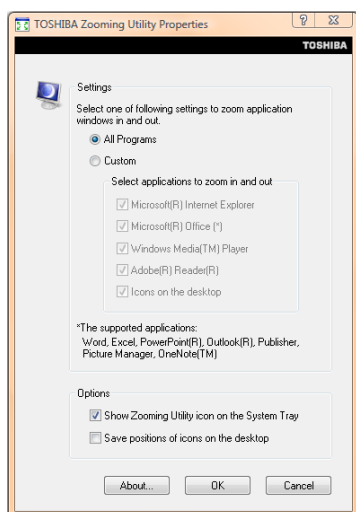 TOSHIBA Zooming Utility Properties
TOSHIBA
Settings
Select one of following settings to zoom application
windows in and out.
All Programs
Custom
Select applications to zoom in and out
Microsoft(R) Internet Explorer
Microsoft(R) Office (*)
Windows Media(TM) Player
Adobe(R) Reader(R)
Icons on the desktop
*The supported applications:
Word, Excel, PowerPoint(R), Outlook(R), Publisher,
Picture Manager, OneNote(TM)
Options
Show Zooming Utility icon on the System Tray
Save positions of icons on the desktop
About...
OK
Cancel